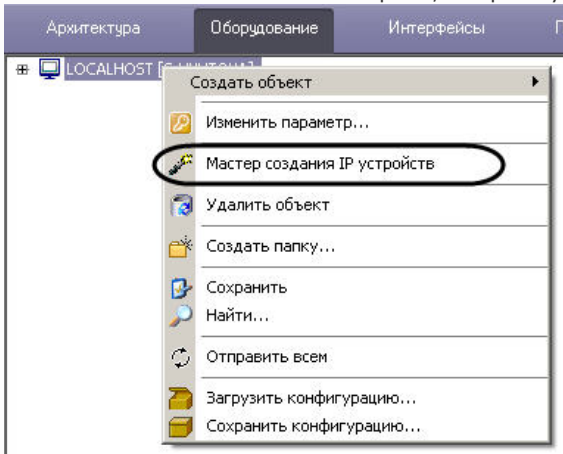 Архитектура Оборудование Интерфейсы
LOCALHOST
Создать объект
Изменить параметр...
Мастер создания IP устройств
Удалить объект
Создать папку...
Сохранить
Найти...
Отправить всем
Загрузить конфигурацию...
Сохранить конфигурацию...